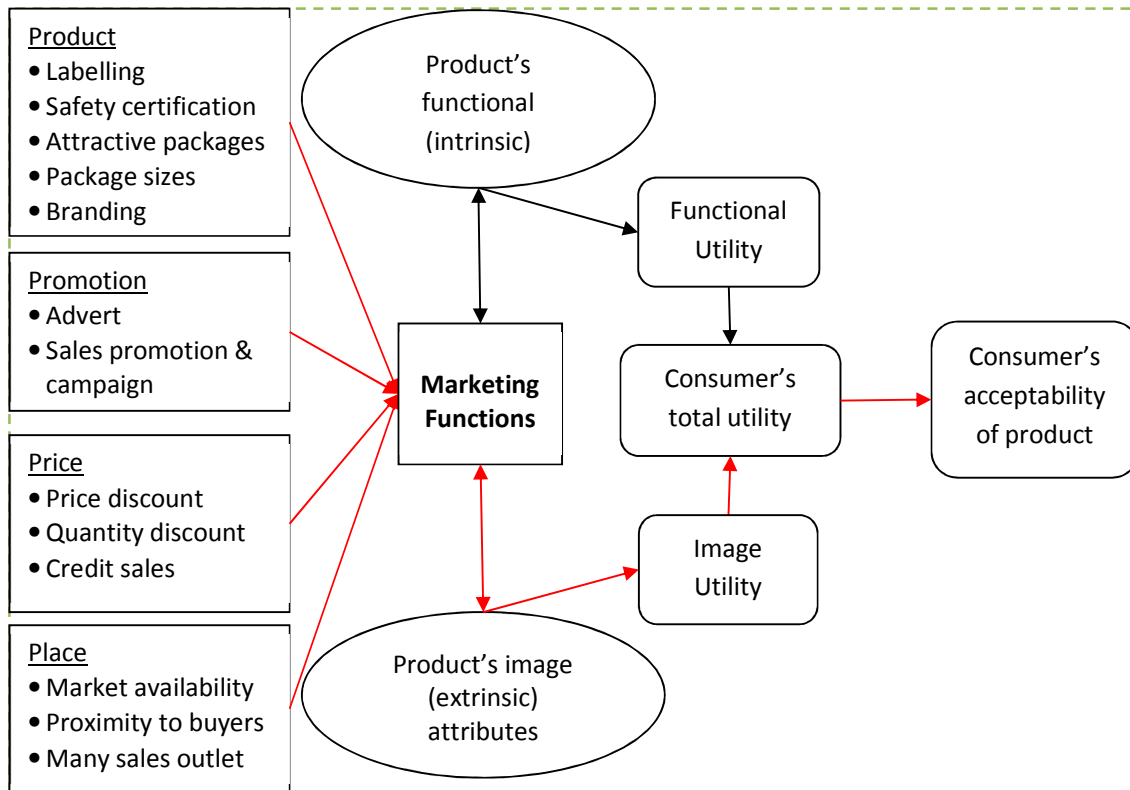 Product
• Labelling
• Safety certification
• Attractive packages
• Package sizes
• Branding
Promotion
• Advert
• Sales promotion &
campaign
Price
• Price discount
• Quantity discount
• Credit sales
Place
• Market availability
• Proximity to buyers
• Many sales outlet
Product’s
functional
(intrinsic)
Marketing
Functions
Product’s image
(extrinsic)
attributes
Functional
Utility
Consumer’s
total utility
Image
Utility
Consumer’s
acceptability
of product